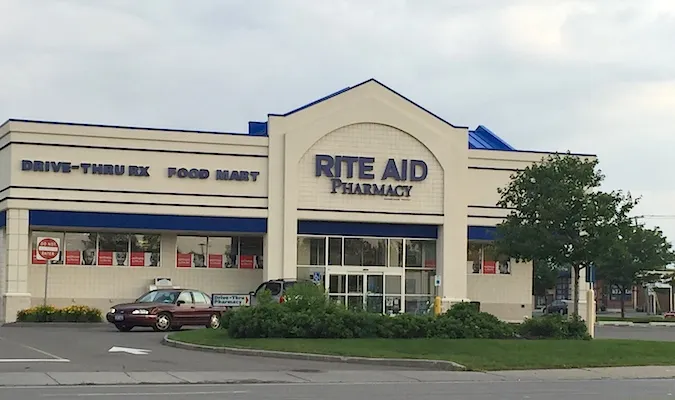 DRIVE-THRU RX FOOD MART
RITE AID
PHARMACY
DO NOT
ENTER
Drive-Thru
Pharmacy